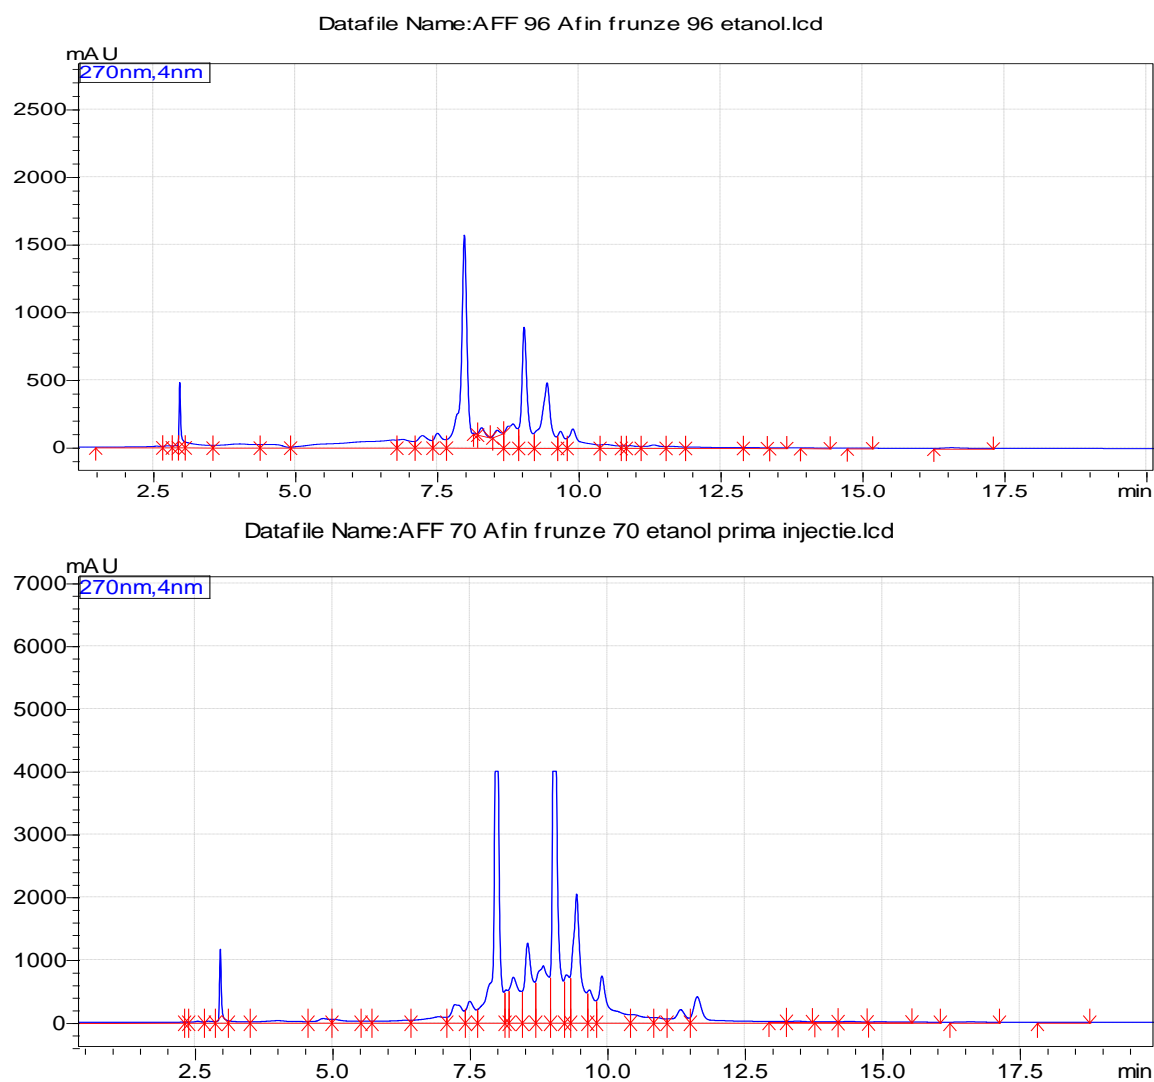 Datafile Name:AFF 96 Afin frunze 96 etanol.lcd
mAU
270nm,4nm
2500
2000
1500
1000
500
0
2.5 5.0 7.5 10.0 12.5 15.0 17.5 min
Datafile Name:AFF 70 Afin frunze 70 etanol prima injectie.lcd
mAU
270nm,4nm
7000
6000
5000
4000
3000
2000
1000
0
2.5 5.0 7.5 10.0 12.5 15.0 17.5 min